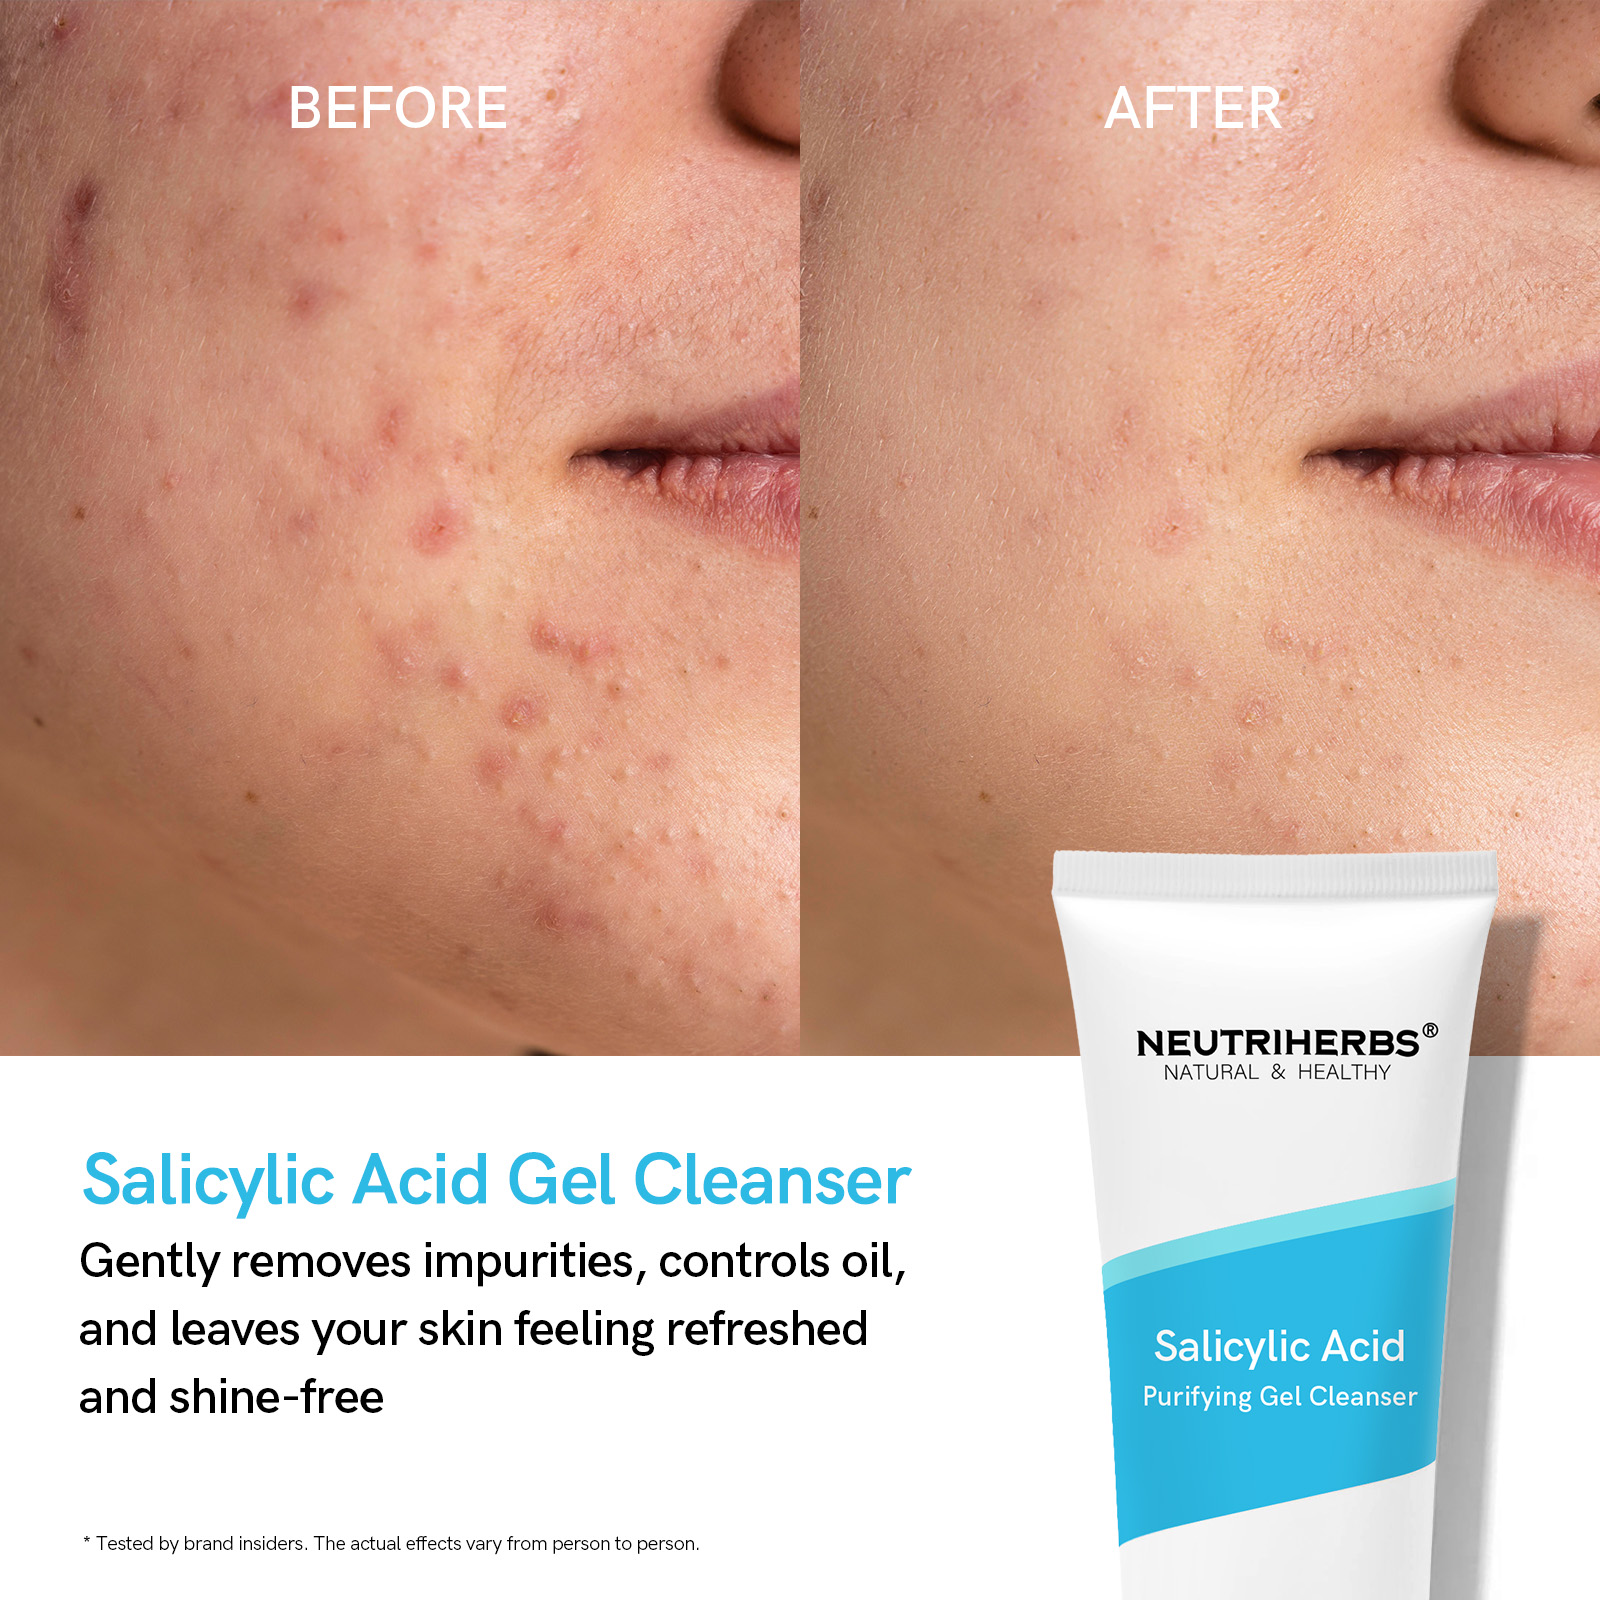 BEFORE
AFTER
NEUTRIHERBS®
NATURAL & HEALTHY
Salicylic Acid Gel Cleanser
Gently removes impurities, controls oil,
and leaves your skin feeling refreshed
and shine-free
Salicylic Acid
Purifying Gel Cleanser
* Tested by brand insiders. The actual effects vary from person to person.